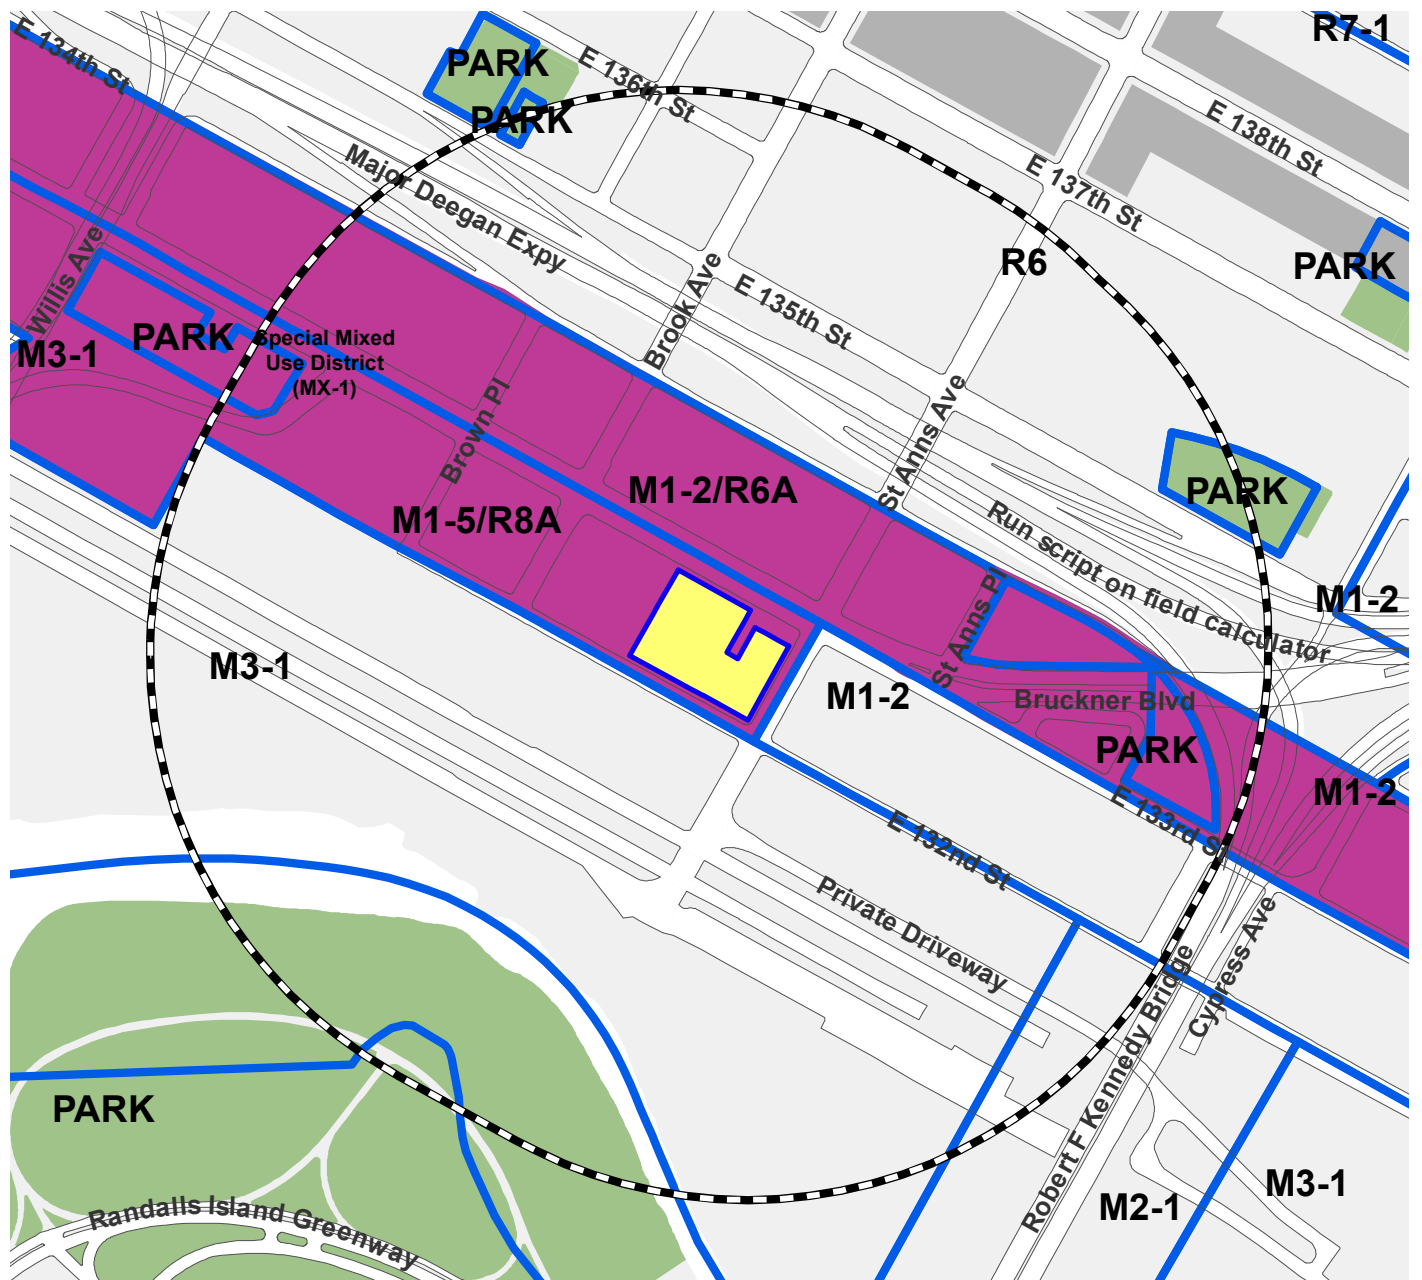 R7-1
E 134th St
PARK
E 136th St
PARK
E 138th St
Major Deegan Expy
E 137th St
R6
PARK
Willis Ave
Brook Ave
E 135th St
PARK
M3-1
Special Mixed
Use District
(MX-1)
Brown Pl
St Anns Ave
M1-2/R6A
PARK
M1-5/R8A
Run script on field calculator
M1-2
St Anns Pl
M3-1
M1-2
Bruckner Blvd
PARK
M1-2
E 133rd St
E 132nd St
Private Driveway
Cypress Ave
Robert F Kennedy Bridge
PARK
M3-1
M2-1
Randalls Island Greenway